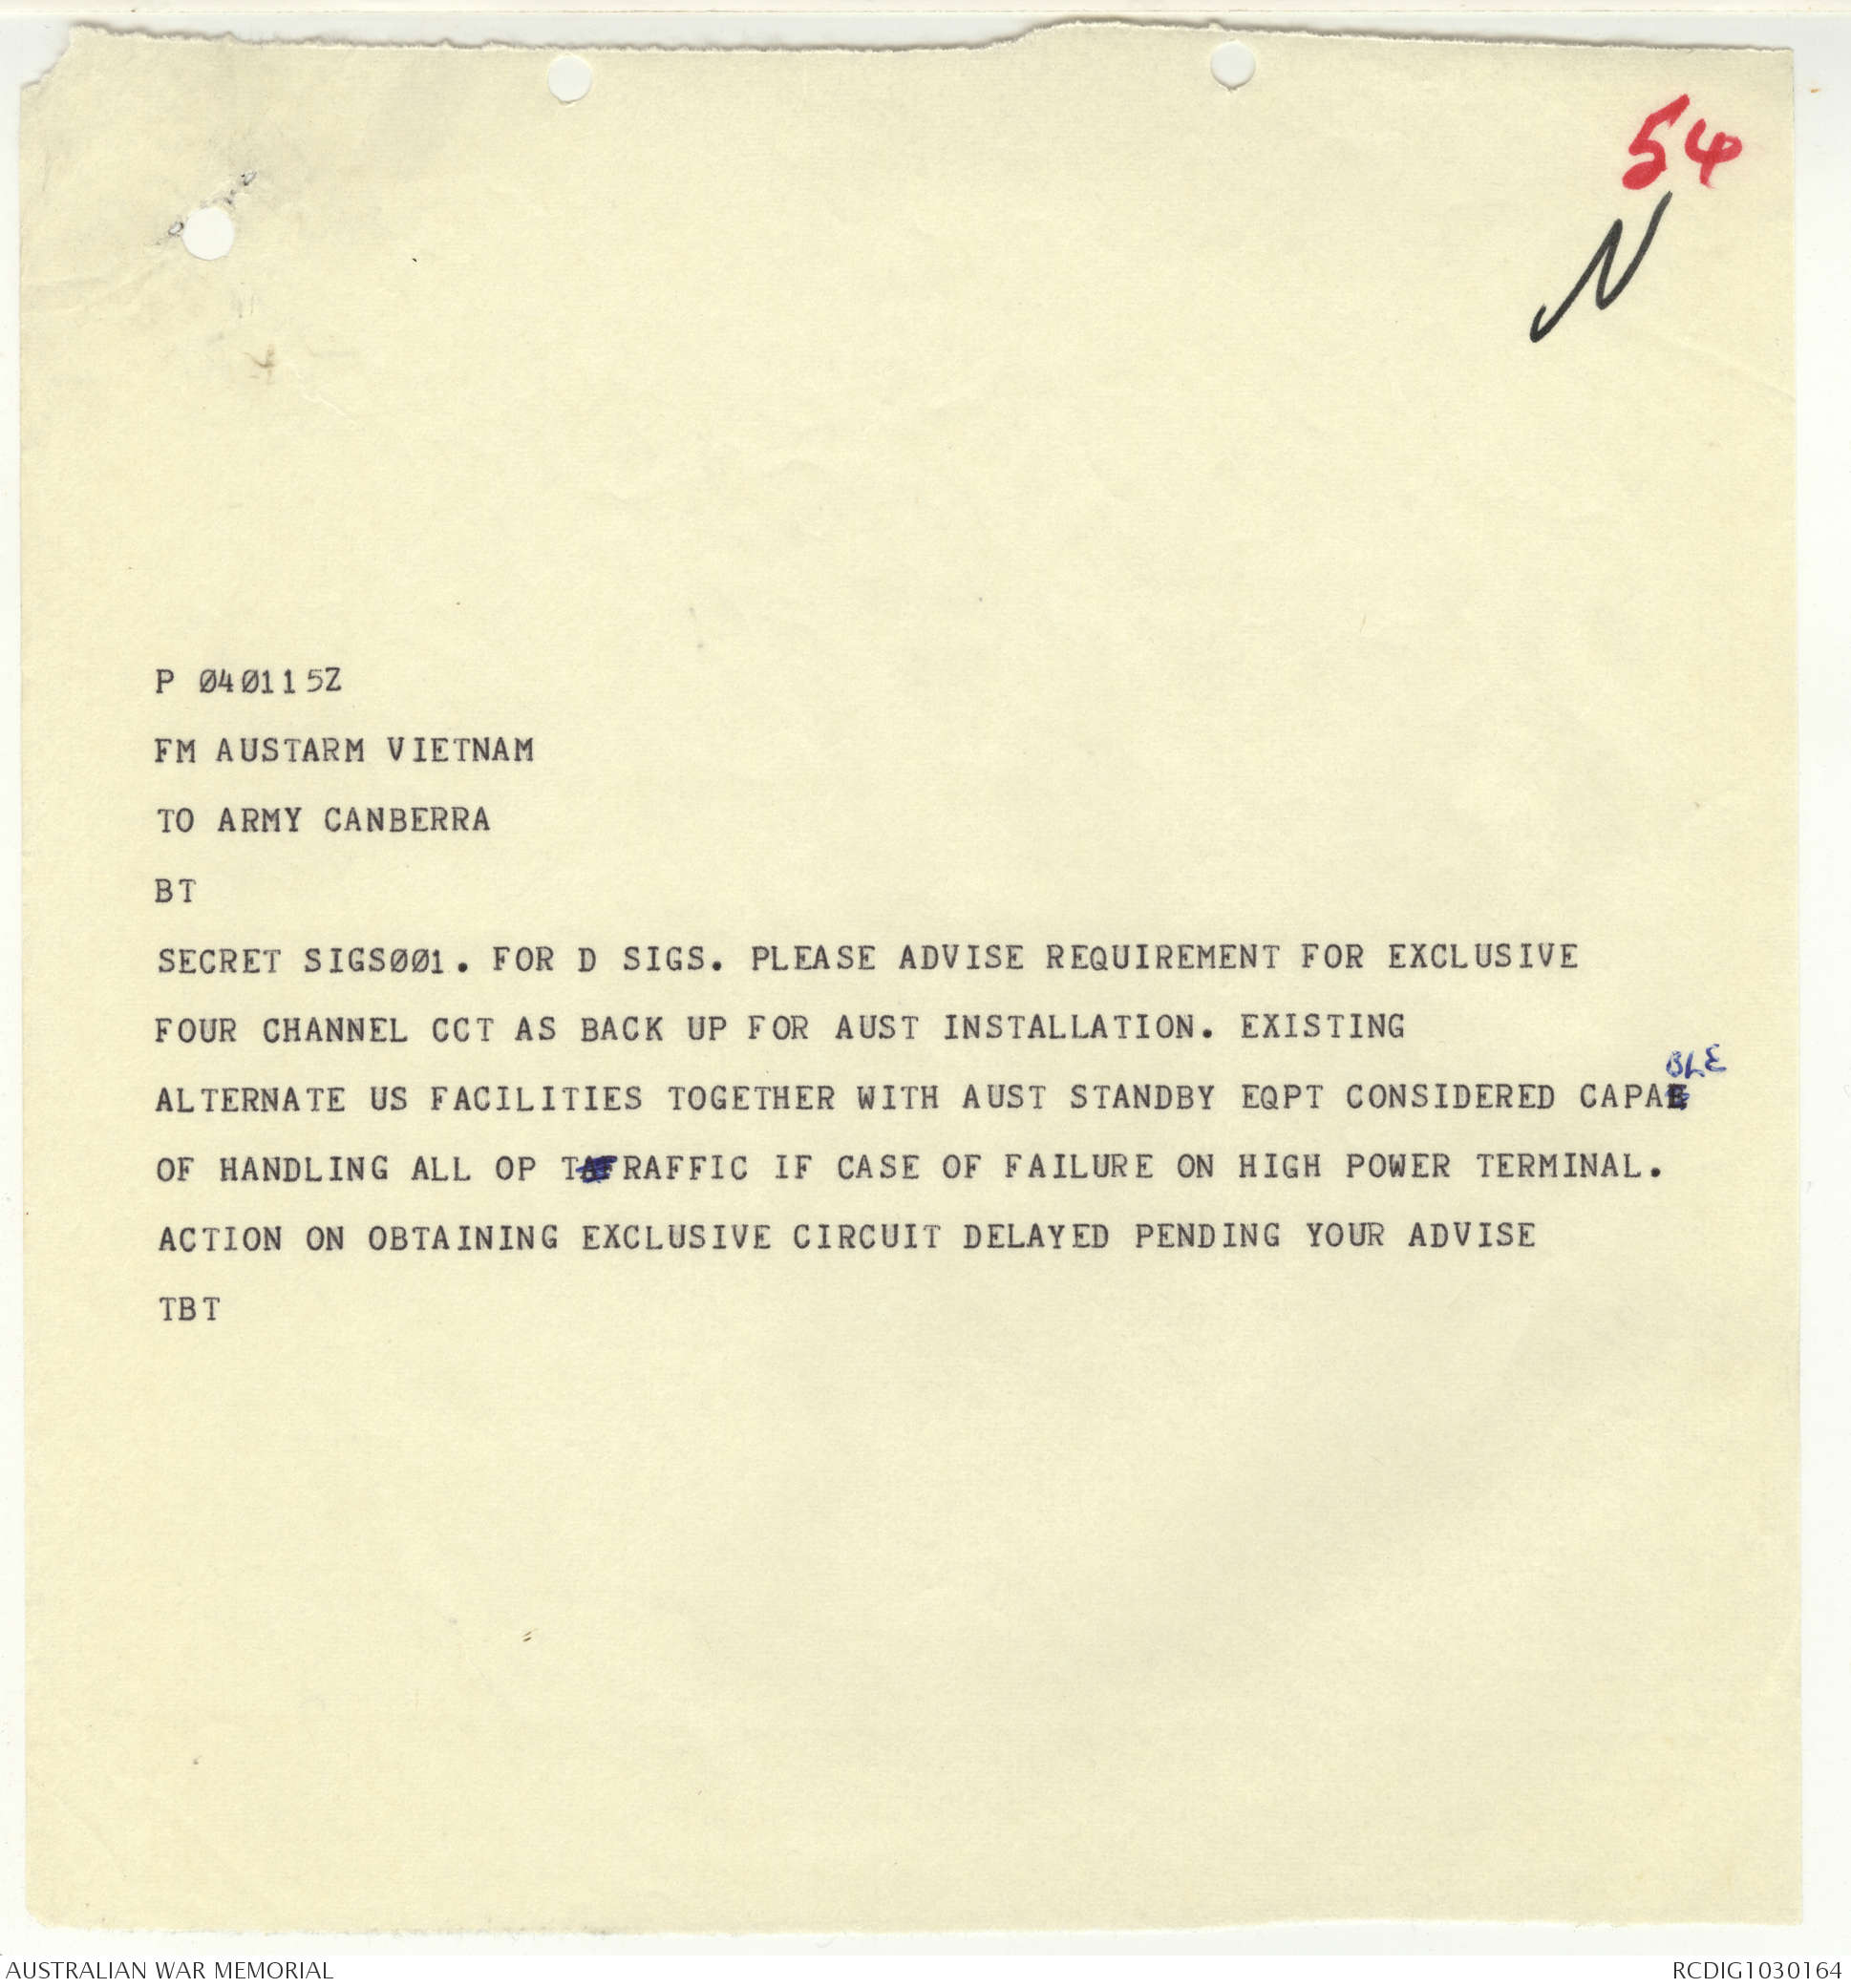 54
N
P Ø4Ø115Z
FM AUSTARM VIETNAM
TO ARMY CANBERRA
BT
SECRET SIGSØØ1. FOR D SIGS. PLEASE ADVISE REQUIREMENT FOR EXCLUSIVE
FOUR CHANNEL CCT AS BACK UP FOR AUST INSTALLATION. EXISTING
BLE
ALTERNATE US FACILITIES TOGETHER WITH AUST STANDBY EQPT CONSIDERED CAPA
OF HANDLING ALL OP TRAFFIC IF CASE OF FAILURE ON HIGH POWER TERMINAL.
ACTION ON OBTAINING EXCLUSIVE CIRCUIT DELAYED PENDING YOUR ADVISE
TBT
AUSTRALIAN WAR MEMORIAL
RCDIG1030164